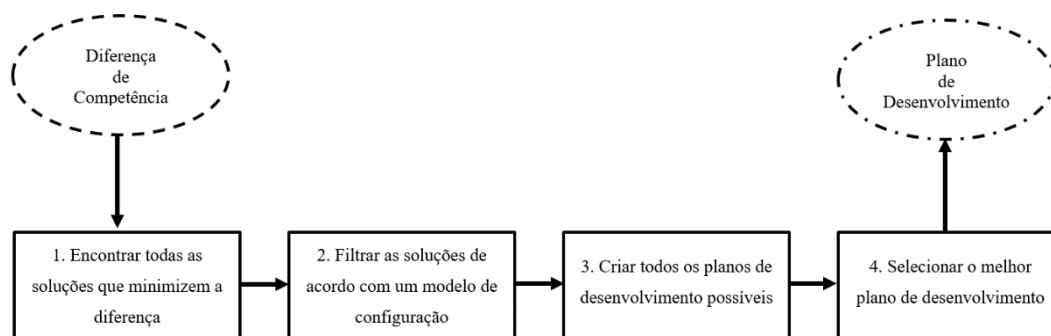 Diferença
de
Competência
Plano
de
Desenvolvimento
1. Encontrar todas as
soluções que minimizem a
diferença
2. Filtrar as soluções de
acordo com um modelo de
configuração
3. Criar todos os planos de
desenvolvimento possíveis
4. Selecionar o melhor
plano de desenvolvimento